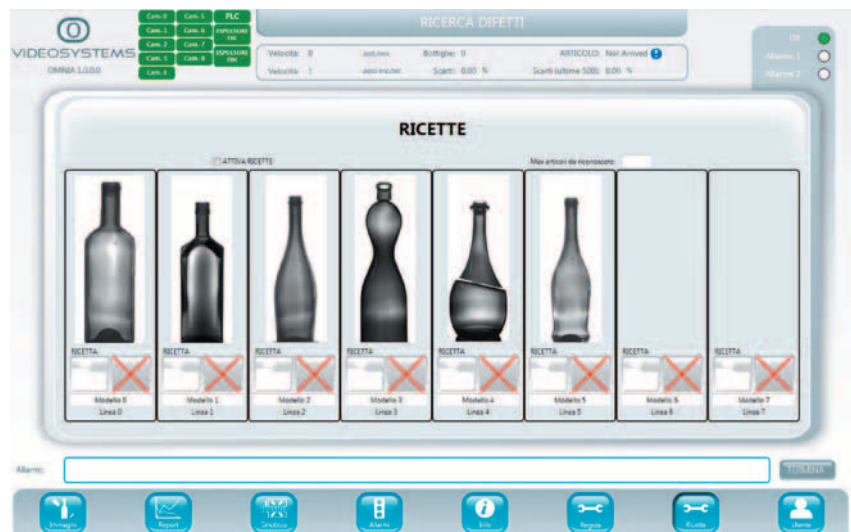 VIDEOSYSTEMS
OMNIA 1.0.0.0
Cam. 0 Cam. 5 PLC
Cam. 1 Cam. 6 ESPULSORE
Cam. 2 Cam. 7 ESPULSORE
Cam. 3 Cam. 8
Cam. 4
RICERCA DIFETTI
Velocità: 0 Bottiglie: 0 ARTICOLO: Not Arrived
Velocità: 1 Scarti: 0.00 % Scarti (ultime 500): 0.00 %
OK
Allarme 1
Allarme 2
RICETTE
ATTIVA RICETTE Max articoli da riconoscere
RICETTA RICETTA RICETTA RICETTA RICETTA RICETTA RICETTA RICETTA
Modello 0 Modello 1 Modello 2 Modello 3 Modello 4 Modello 5 Modello 6 Modello 7
Linea 0 Linea 1 Linea 2 Linea 3 Linea 4 Linea 5 Linea 6 Linea 7
Allarme:
Immagini Report Allarmi Info Regola Ricette Utente